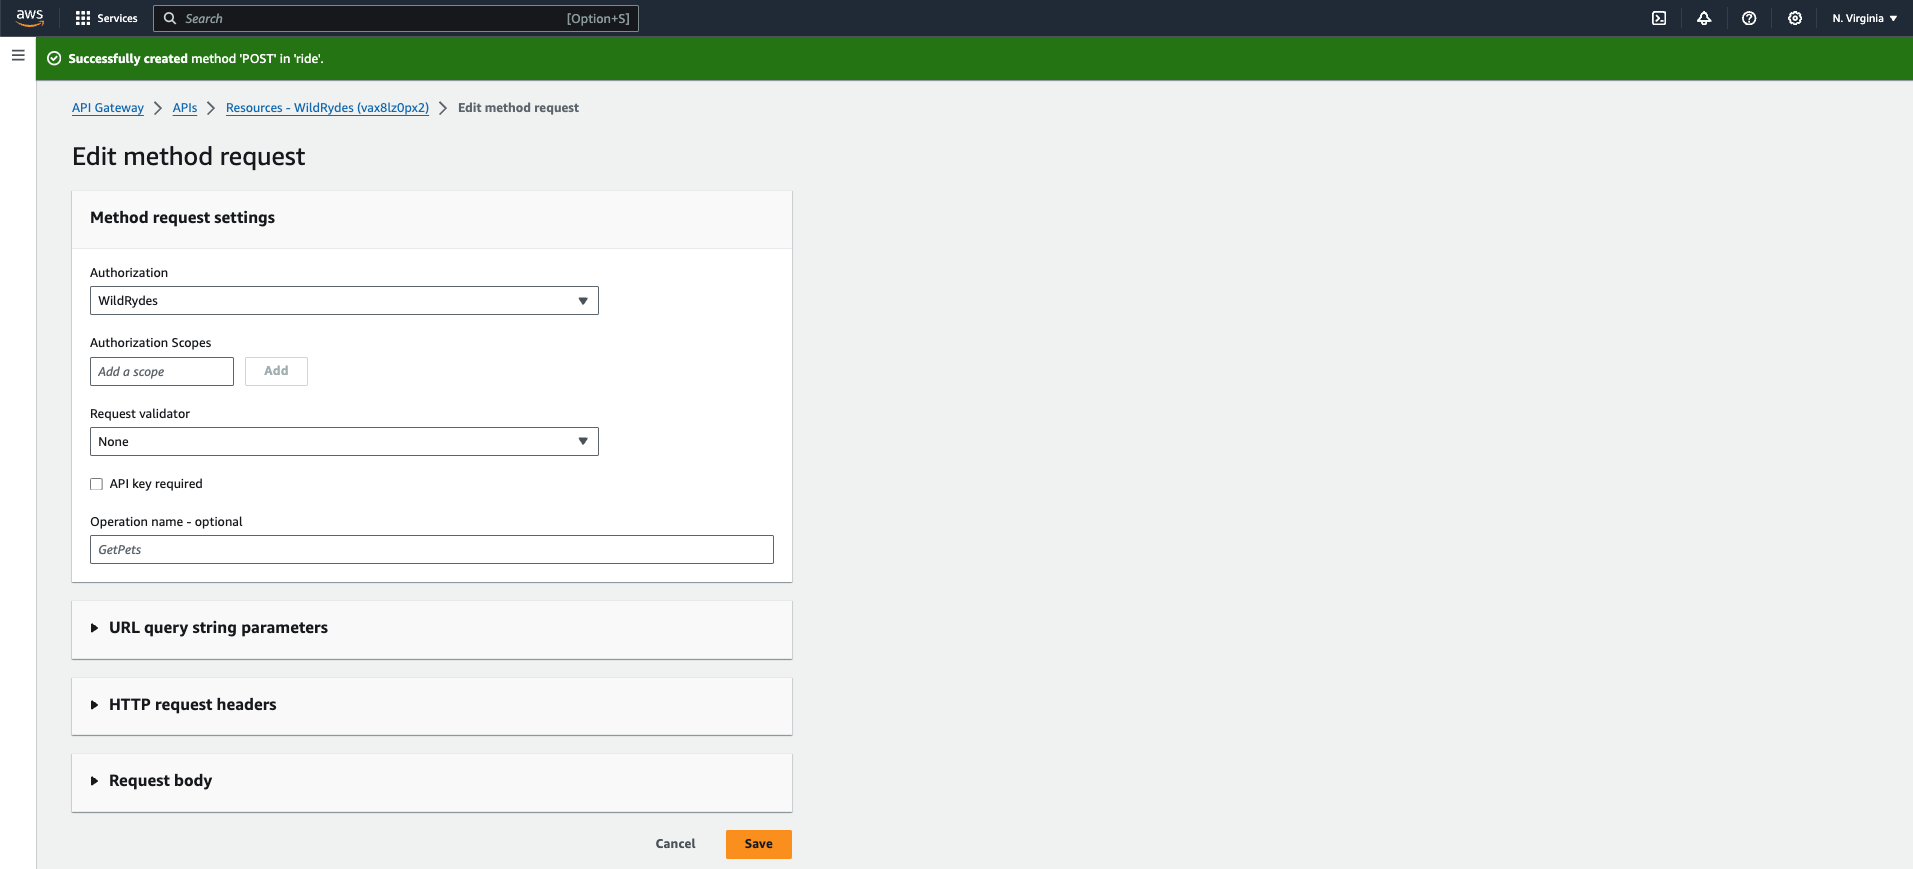 aws Services Search [Option+S] N. Virginia
Successfully created method 'POST' in 'ride'.
API Gateway APIs Resources - WildRydes (vax8lz0px2) Edit method request
Edit method request
Method request settings
Authorization
WildRydes
Authorization Scopes
Add a scope Add
Request validator
None
API key required
Operation name - optional
GetPets
URL query string parameters
HTTP request headers
Request body
Cancel Save